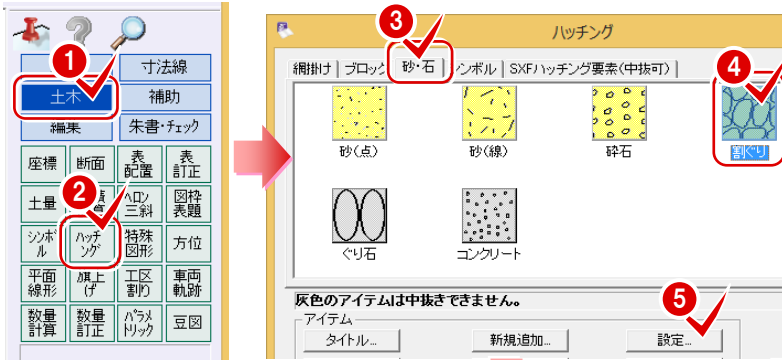 1
寸法線
土木
補助
編集
朱書・チェック
座標
断面
表
配置
表
訂正
土量
2
ヘロン
三斜
図枠
表題
シンボ
ル
ハッチ
ング
特殊
図形
方位
平面
線形
旗上
げ
工区
割り
車両
軌跡
数量
計算
数量
訂正
パラメ
トリック
豆図
ハッチング
3
網掛け
ブロック
砂・石
シンボル
SXFハッチング要素(中抜可)
4
砂(点)
砂(線)
砕石
割ぐり
ぐり石
コンクリート
灰色のアイテムは中抜きできません。
アイテム
5
タイトル...
新規追加...
設定...